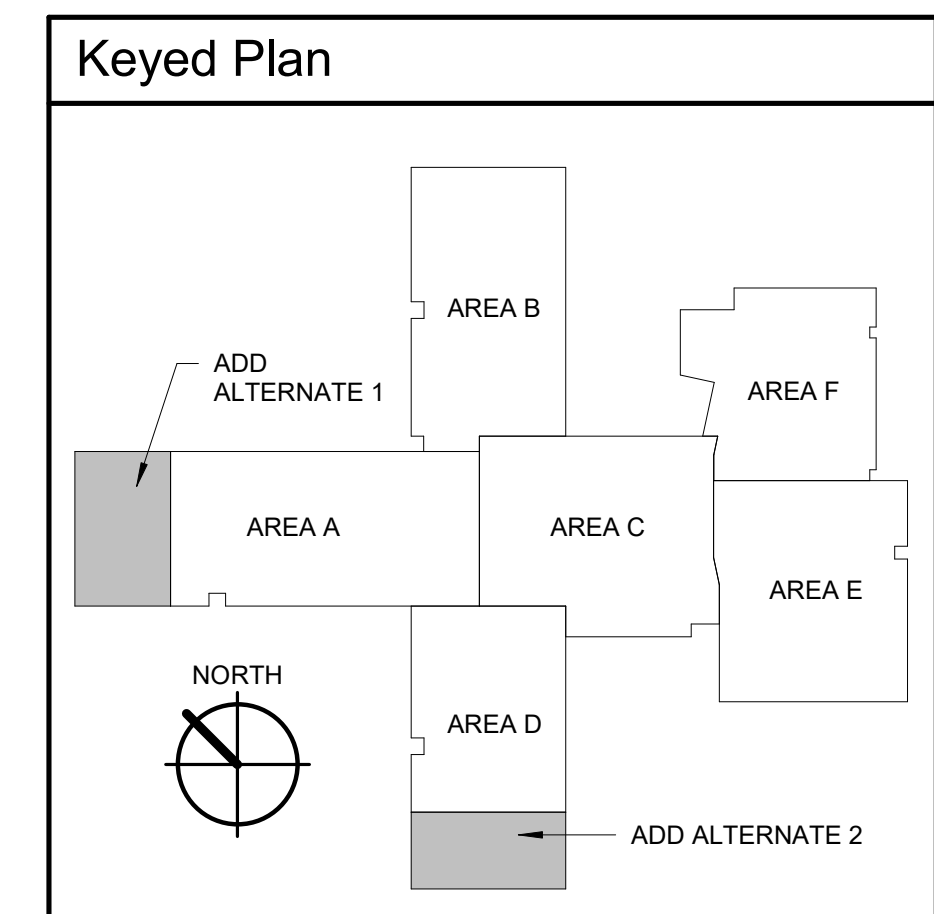 Keyed Plan
AREA B
ADD
ALTERNATE 1
AREA F
AREA A
AREA C
AREA E
NORTH
AREA D
ADD ALTERNATE 2